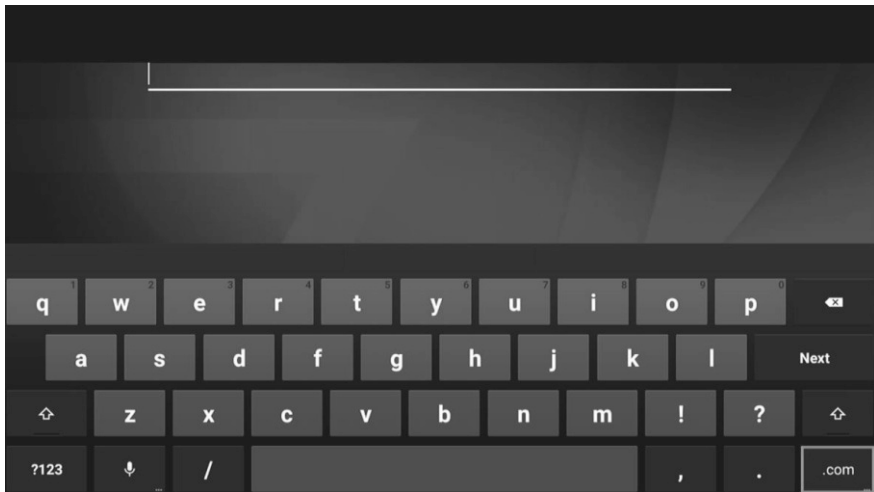 1 2 3 4 5 6 7 8 9 0
q w e r t y u i o p
a s d f g h j k l Next
z x c v b n m ! ?
?123 / , . .com